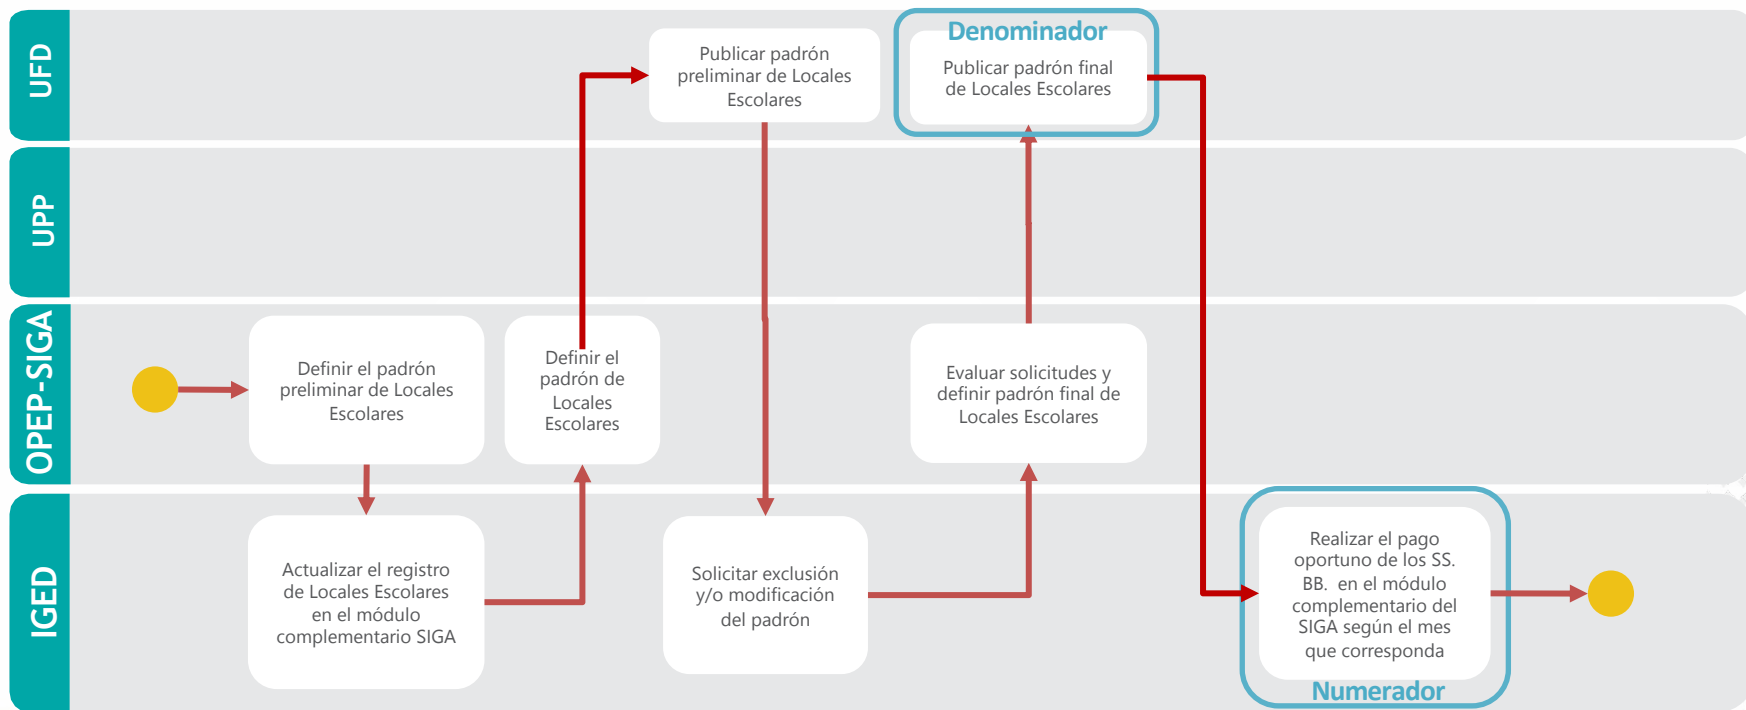 UFD
Publicar padrón
preliminar de Locales
Escolares
Denominador
Publicar padrón final
de Locales Escolares
UPP
OPEP-SIGA
Definir el padrón
preliminar de Locales
Escolares
Definir el
padrón de
Locales
Escolares
Evaluar solicitudes y
definir padrón final de
Locales Escolares
IGED
Actualizar el registro
de Locales Escolares
en el módulo
complementario SIGA
Solicitar exclusión
y/o modificación
del padrón
Realizar el pago
oportuno de los SS.
BB. en el módulo
complementario del
SIGA según el mes
que corresponda
Numerador